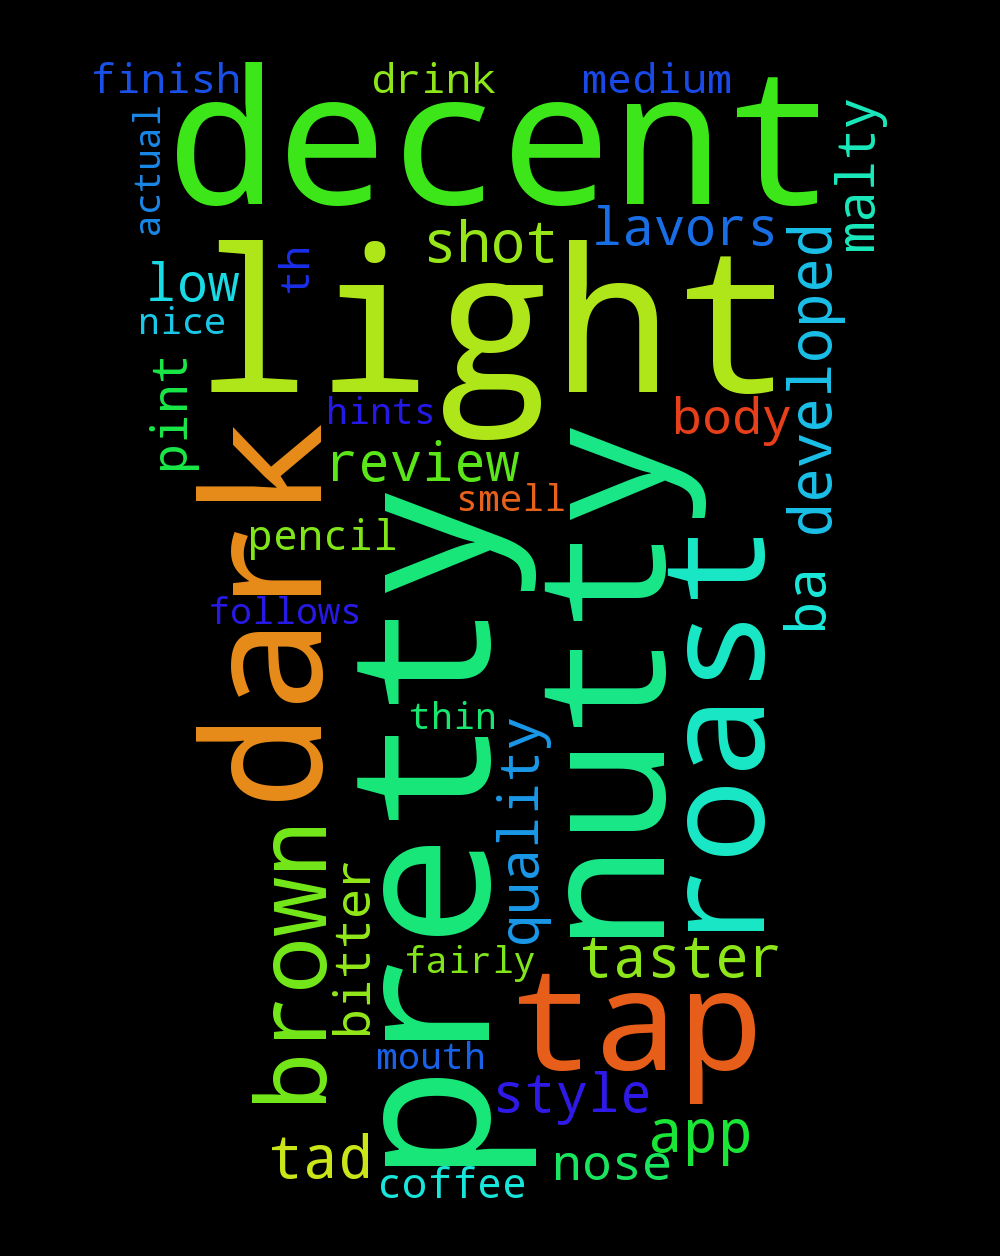 finish
drink
medium
decent
actual
malty
lavors
shot
developed
th
low
light
nice
pint
hints
body
review
dark
smell
nutty
pretty
pencil
roast
ba
follows
thin
quality
brown
bitter
taster
fairly
tap
mouth
style
app
tad
nose
coffee